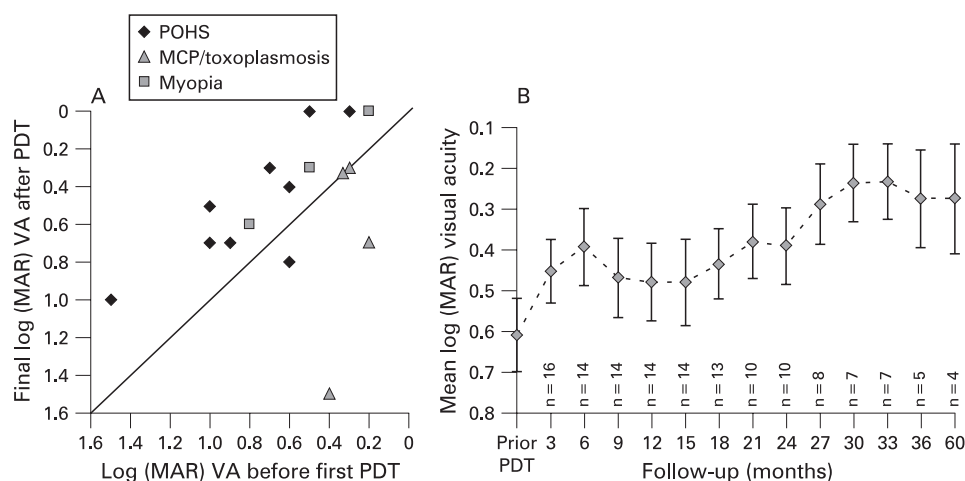 POHS
MCP/toxoplasmosis
Myopia
A
Final log (MAR) VA after PDT
0
0.2
0.4
0.6
0.8
1.0
1.2
1.4
1.6
1.6 1.4 1.2 1.0 0.8 0.6 0.4 0.2 0
Log (MAR) VA before first PDT
B
Mean log (MAR) visual acuity
0.1
0.2
0.3
0.4
0.5
0.6
0.7
0.8
n = 16 n = 14 n = 14 n = 14 n = 14 n = 13 n = 10 n = 10 n = 8 n = 7 n = 7 n = 5 n = 4
Prior 3 6 9 12 15 18 21 24 27 30 33 36 60
PDT
Follow-up (months)